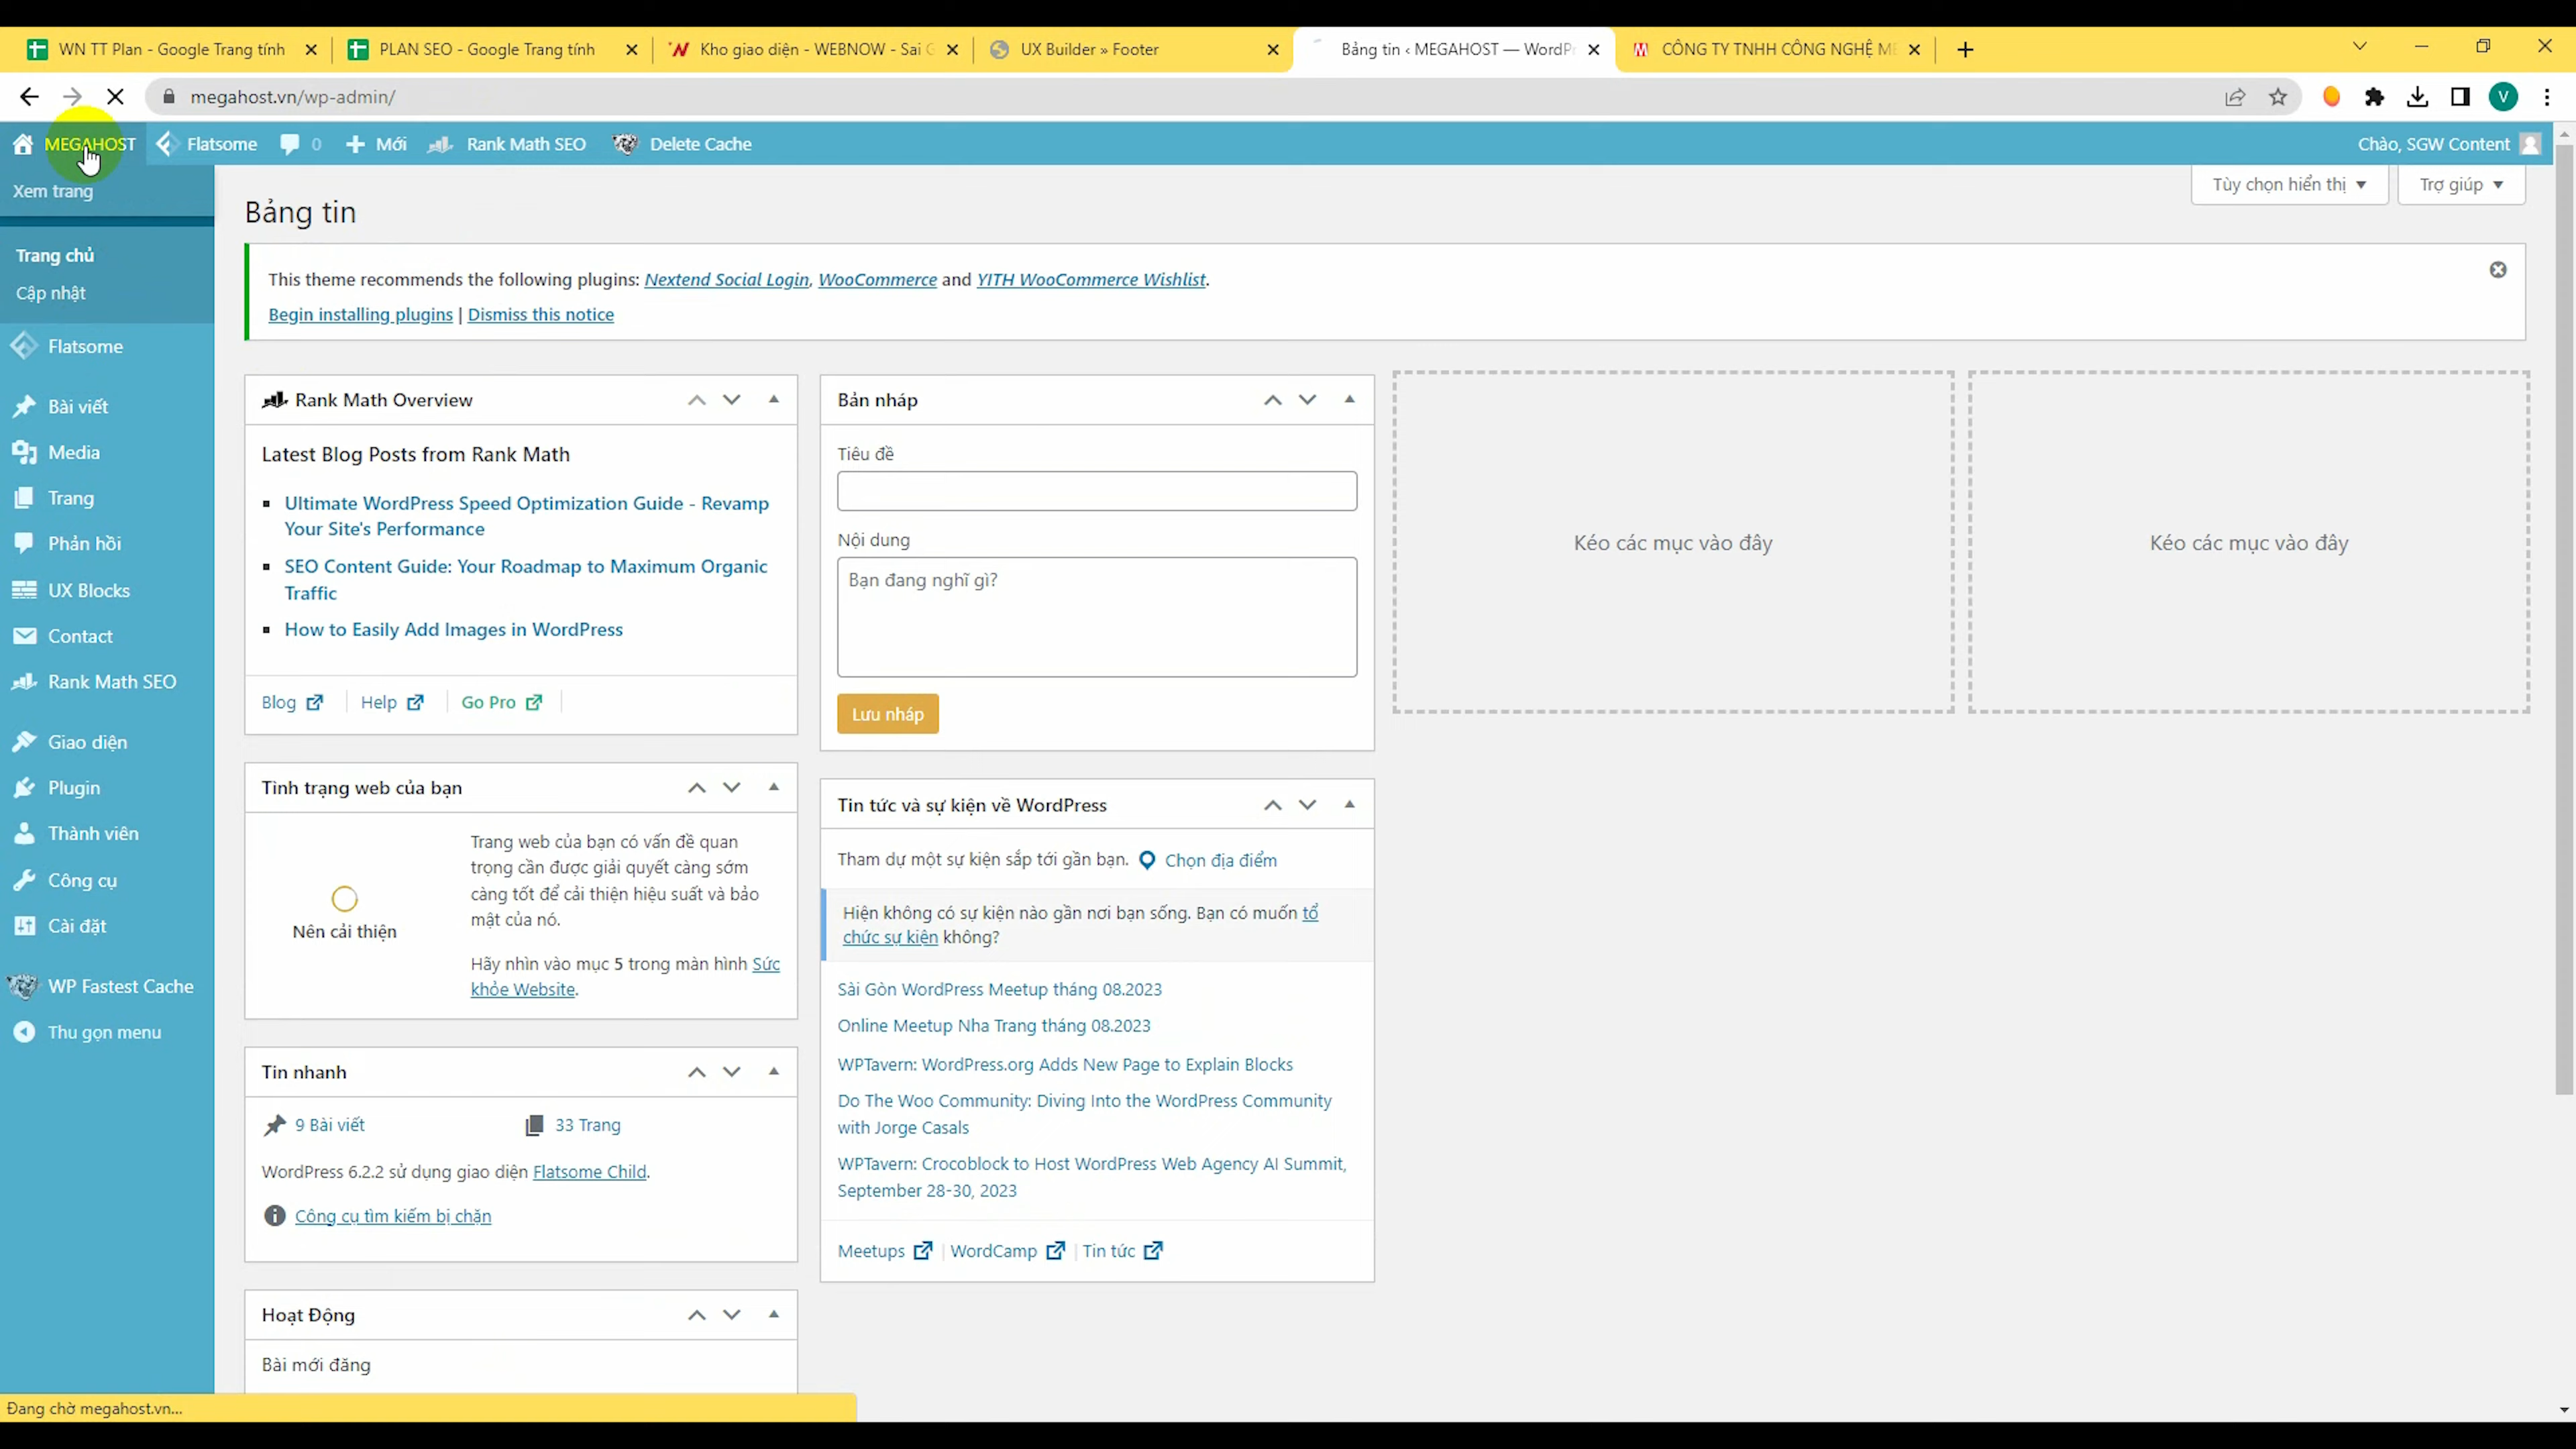 WN TT Plan - Google Trang tính
PLAN SEO - Google Trang tính
Kho giao diện - WEBNOW - Sai G
UX Builder » Footer
Bảng tin ‹ MEGAHOST — WordPr
CÔNG TY TNHH CÔNG NGHỆ ME
megahost.vn/wp-admin/
V
MEGAHOST
Flatsome
0
Mới
Rank Math SEO
Delete Cache
Chào, SGW Content
Xem trang
Trang chủ
Cập nhật
Flatsome
Bài viết
Media
Trang
Phản hồi
UX Blocks
Contact
Rank Math SEO
Giao diện
Plugin
Thành viên
Công cụ
Cài đặt
WP Fastest Cache
Thu gọn menu
Tùy chọn hiển thị
Trợ giúp
Bảng tin
This theme recommends the following plugins: Nextend Social Login, WooCommerce and YITH WooCommerce Wishlist.
Begin installing plugins | Dismiss this notice
Rank Math Overview
Latest Blog Posts from Rank Math
Ultimate WordPress Speed Optimization Guide - Revamp
Your Site's Performance
SEO Content Guide: Your Roadmap to Maximum Organic
Traffic
How to Easily Add Images in WordPress
Blog
Help
Go Pro
Tình trạng web của bạn
Nên cải thiện
Trang web của bạn có vấn đề quan
trọng cần được giải quyết càng sớm
càng tốt để cải thiện hiệu suất và bảo
mật của nó.
Hãy nhìn vào mục 5 trong màn hình Sức
khỏe Website.
Tin nhanh
9 Bài viết
33 Trang
WordPress 6.2.2 sử dụng giao diện Flatsome Child.
Công cụ tìm kiếm bị chặn
Hoạt Động
Bài mới đăng
Bản nháp
Tiêu đề
Nội dung
Bạn đang nghĩ gì?
Lưu nháp
Tin tức và sự kiện về WordPress
Tham dự một sự kiện sắp tới gần bạn.
Chọn địa điểm
Hiện không có sự kiện nào gần nơi bạn sống. Bạn có muốn tổ
chức sự kiện không?
Sài Gòn WordPress Meetup tháng 08.2023
Online Meetup Nha Trang tháng 08.2023
WPTavern: WordPress.org Adds New Page to Explain Blocks
Do The Woo Community: Diving Into the WordPress Community
with Jorge Casals
WPTavern: Crocoblock to Host WordPress Web Agency AI Summit,
September 28-30, 2023
Meetups
WordCamp
Tin tức
Kéo các mục vào đây
Kéo các mục vào đây
Đang chờ megahost.vn...